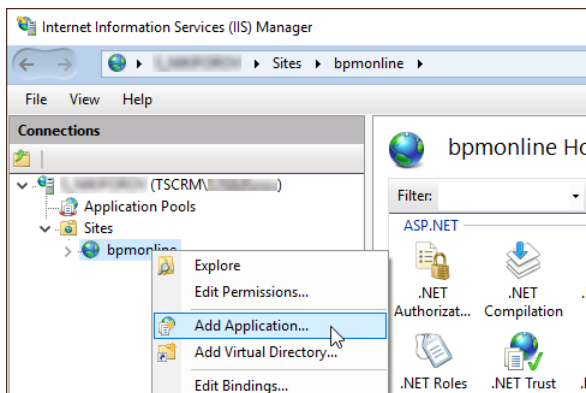 Internet Information Services (IIS) Manager
Sites bpmonline
File View Help
Connections
(TSCRM\ )
Application Pools
Sites
bpmonline
Explore
Edit Permissions...
Add Application...
Add Virtual Directory...
Edit Bindings...
bpmonline Ho
Filter:
ASP.NET
.NET Authorizat...
.NET Compilation
.NET Roles
.NET Trust